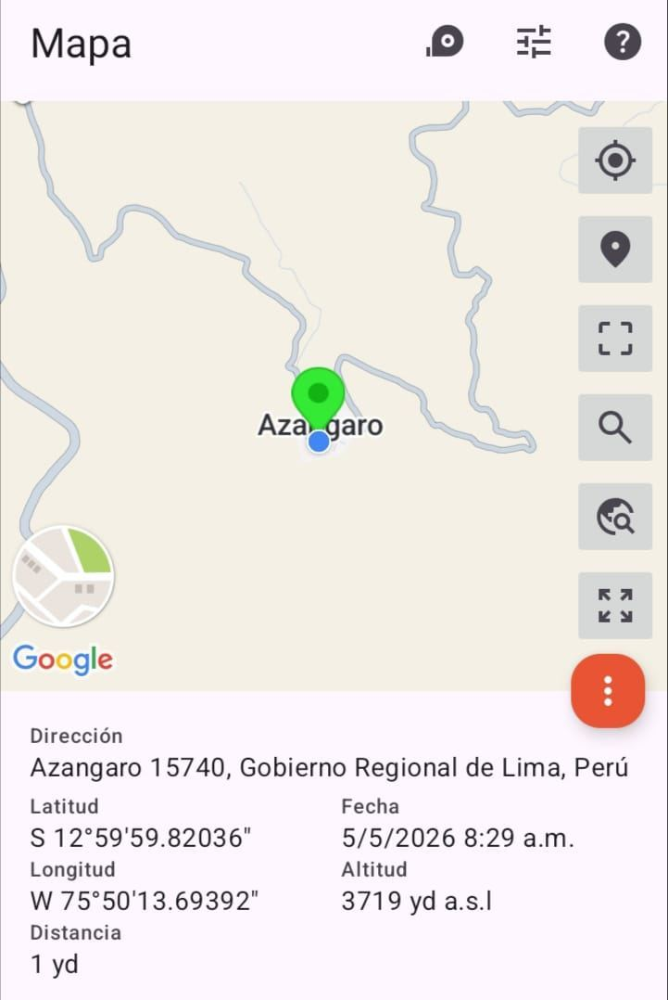 Mapa
Azangaro
Google
Dirección
Azangaro 15740, Gobierno Regional de Lima, Perú
Latitud
S 12°59'59.82036"
Fecha
5/5/2026 8:29 a.m.
Longitud
W 75°50'13.69392"
Altitud
3719 yd a.s.l
Distancia
1 yd